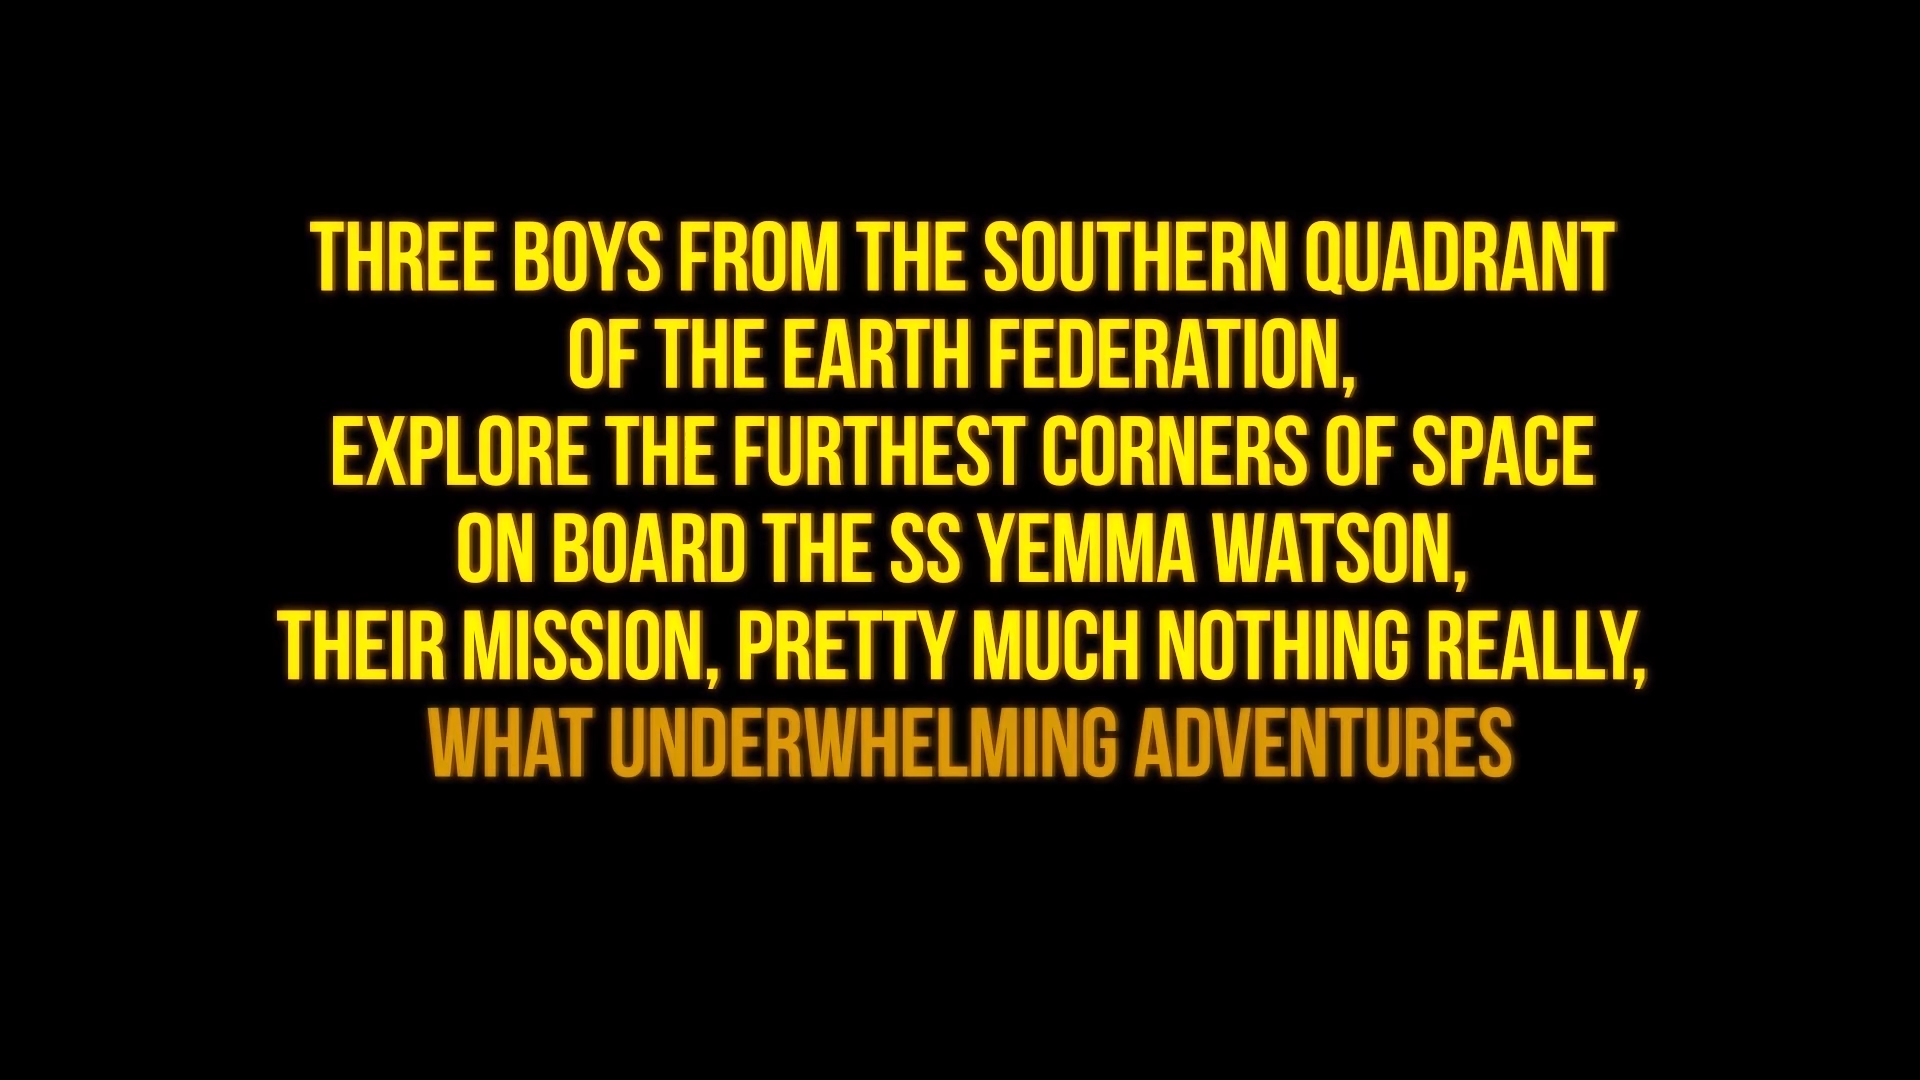 THREE BOYS FROM THE SOUTHERN QUADRANT
OF THE EARTH FEDERATION,
EXPLORE THE FURTHEST CORNERS OF SPACE
ON BOARD THE SS YEMMA WATSON,
THEIR MISSION, PRETTY MUCH NOTHING REALLY,
WHAT UNDERWHELMING ADVENTURES